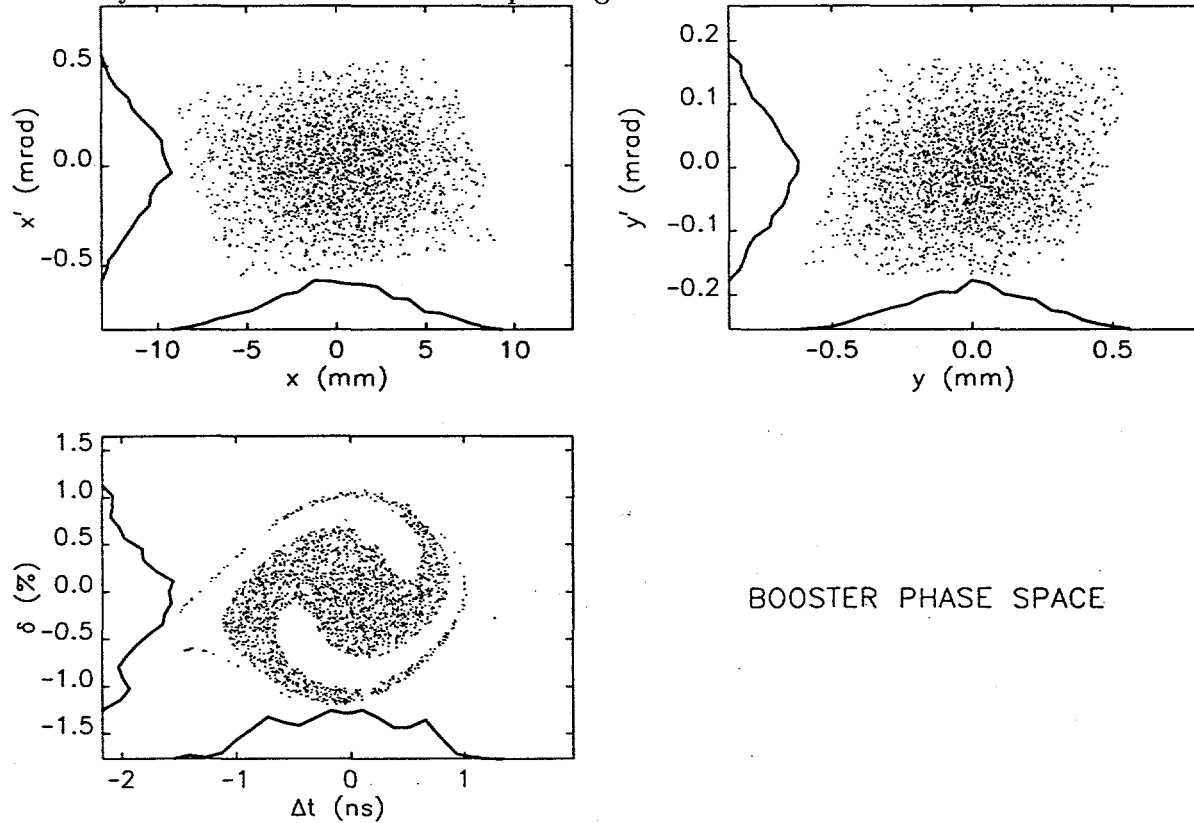 0.5
0.0
-0.5
x' (mrad)
-10 -5 0 5 10
x (mm)
0.2
0.1
0.0
-0.1
-0.2
y' (mrad)
-0.5 0.0 0.5
y (mm)
1.5
1.0
0.5
0.0
-0.5
-1.0
-1.5
δ (%)
-2 -1 0 1
Δt (ns)
BOOSTER PHASE SPACE